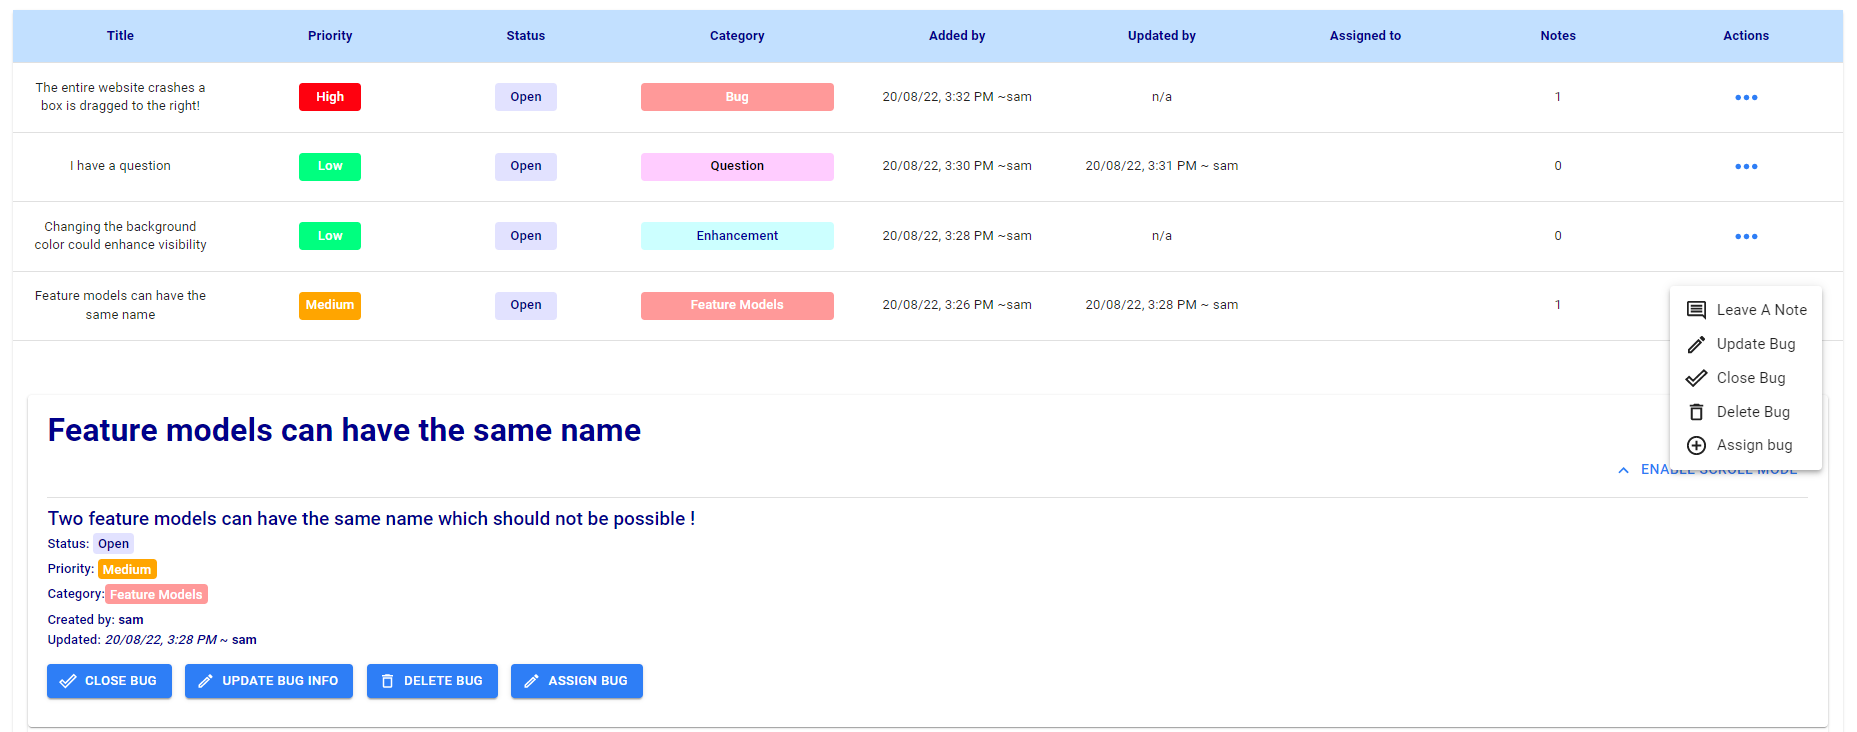 Title Priority Status Category Added by Updated by Assigned to Notes Actions
The entire website crashes a
box is dragged to the right!
High Open Bug 20/08/22, 3:32 PM ~sam n/a 1
I have a question Low Open Question 20/08/22, 3:30 PM ~sam 20/08/22, 3:31 PM ~ sam 0
Changing the background
color could enhance visibility
Low Open Enhancement 20/08/22, 3:28 PM ~sam n/a 0
Feature models can have the
same name
Medium Open Feature Models 20/08/22, 3:26 PM ~sam 20/08/22, 3:28 PM ~ sam 1
Leave A Note
Update Bug
Close Bug
Delete Bug
Assign bug
Feature models can have the same name
ENABLE SCROLL MODE
Two feature models can have the same name which should not be possible !
Status: Open
Priority: Medium
Category: Feature Models
Created by: sam
Updated: 20/08/22, 3:28 PM ~ sam
CLOSE BUG UPDATE BUG INFO DELETE BUG ASSIGN BUG